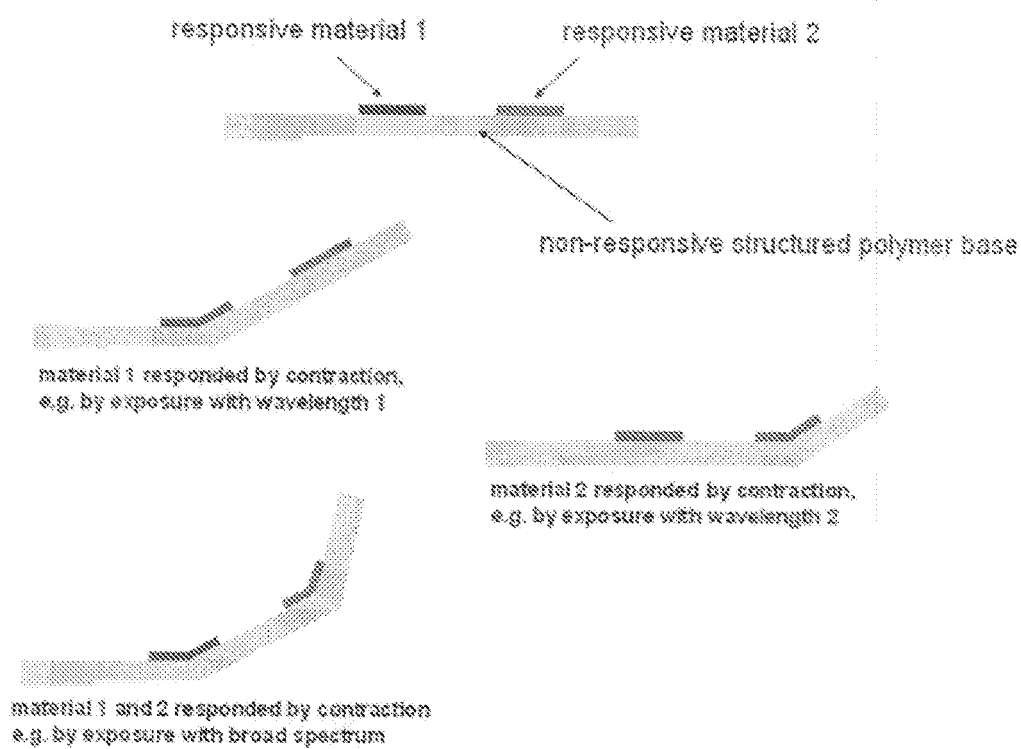 responsive material 1
responsive material 2
non-responsive structured polymer base
material 1 responded by contraction,
e.g. by exposure with wavelength 1
material 2 responded by contraction,
e.g. by exposure with wavelength 2
material 1 and 2 responded by contraction
e.g. by exposure with broad spectrum